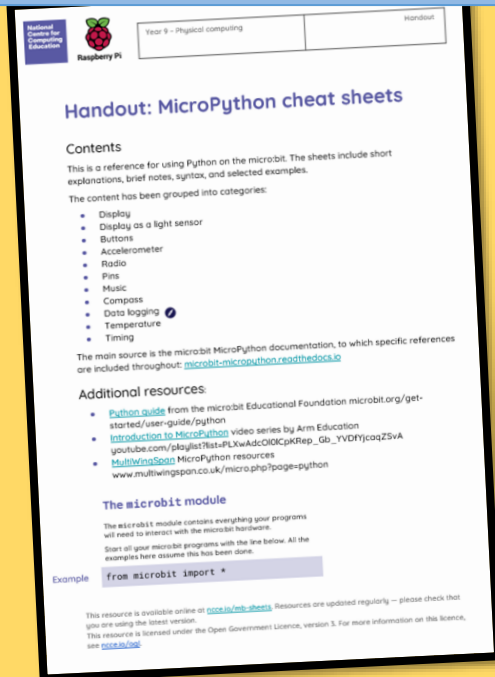 National
Centre for
Computing
Education
Raspberry Pi
Year 9 – Physical computing
Handout
Handout: MicroPython cheat sheets
Contents
This is a reference for using Python on the micro:bit. The sheets include short
explanations, brief notes, syntax, and selected examples.
The content has been grouped into categories:
Display
Display as a light sensor
Buttons
Accelerometer
Radio
Pins
Music
Compass
Data logging
Temperature
Timing
The main source is the micro:bit MicroPython documentation, to which specific references
are included throughout: microbit-micropython.readthedocs.io
Additional resources:
Python guide from the micro:bit Educational Foundation microbit.org/get-
started/user-guide/python
Introduction to MicroPython video series by Arm Education
youtube.com/playlist?list=PLXwAdcOI0ICpKRep_Gb_YVDfYjcaqZSvA
MultiWingSpan MicroPython resources
www.multiwingspan.co.uk/micro.php?page=python
The microbit module
The microbit module contains everything your programs
will need to interact with the micro:bit hardware.
Start all your micro:bit programs with the line below. All the
examples here assume this has been done.
Example
from microbit import *
This resource is available online at ncce.io/mb-sheets. Resources are updated regularly — please check that
you are using the latest version.
This resource is licensed under the Open Government Licence, version 3. For more information on this licence,
see ncce.io/ogl.